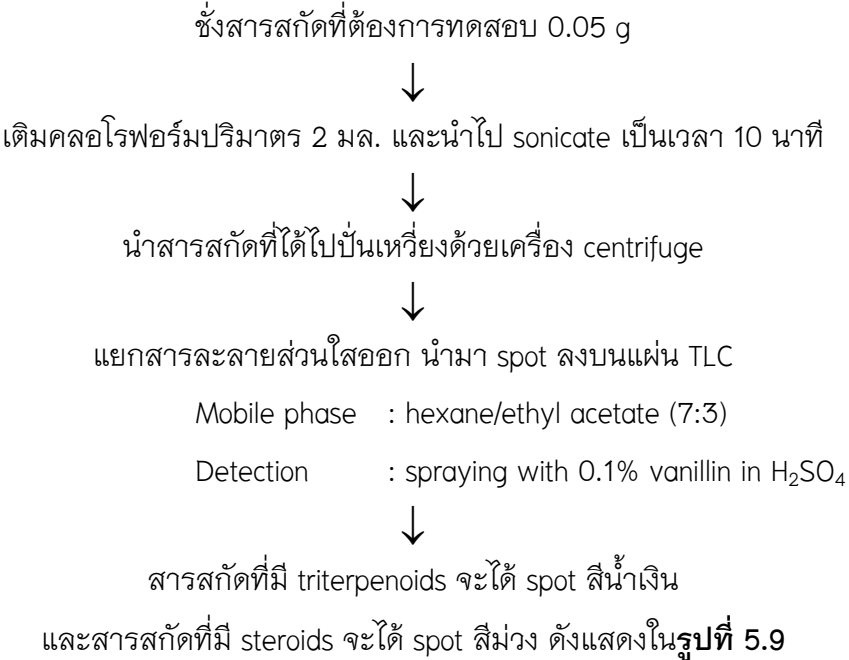 ชั่งสารสกัดที่ต้องการทดสอบ 0.05 g
↓
เติมคลอโรฟอร์มปริมาตร 2 มล. และนำไป sonicate เป็นเวลา 10 นาที
↓
นำสารสกัดที่ได้ไปปั่นเหวี่ยงด้วยเครื่อง centrifuge
↓
แยกสารละลายส่วนใสออก นำมา spot ลงบนแผ่น TLC
Mobile phase : hexane/ethyl acetate (7:3)
Detection : spraying with 0.1% vanillin in H₂SO₄
↓
สารสกัดที่มี triterpenoids จะได้ spot สีน้ำเงิน
และสารสกัดที่มี steroids จะได้ spot สีม่วง ดังแสดงในรูปที่ 5.9